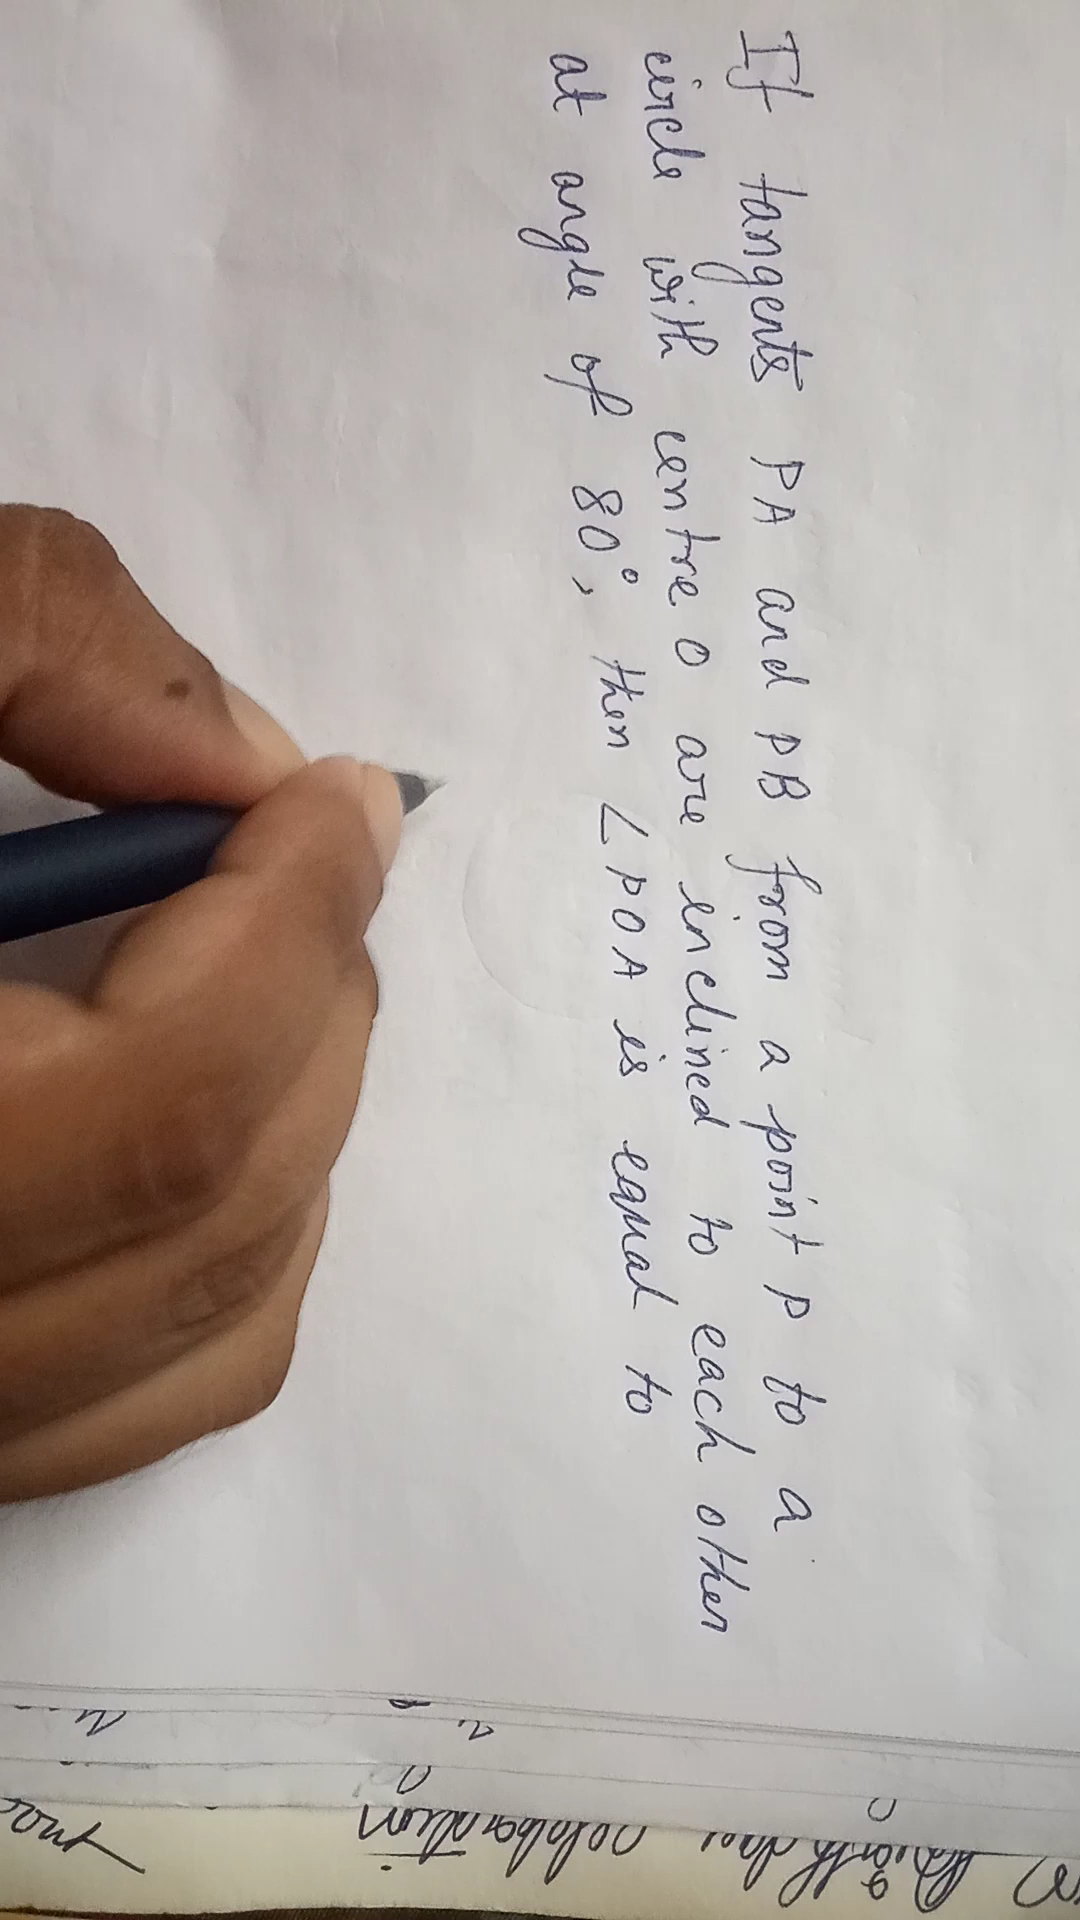 If tangents PA and PB from a point P to a
circle with centre O are inclined to each other
at angle of 80°, then ∠POA is equal to